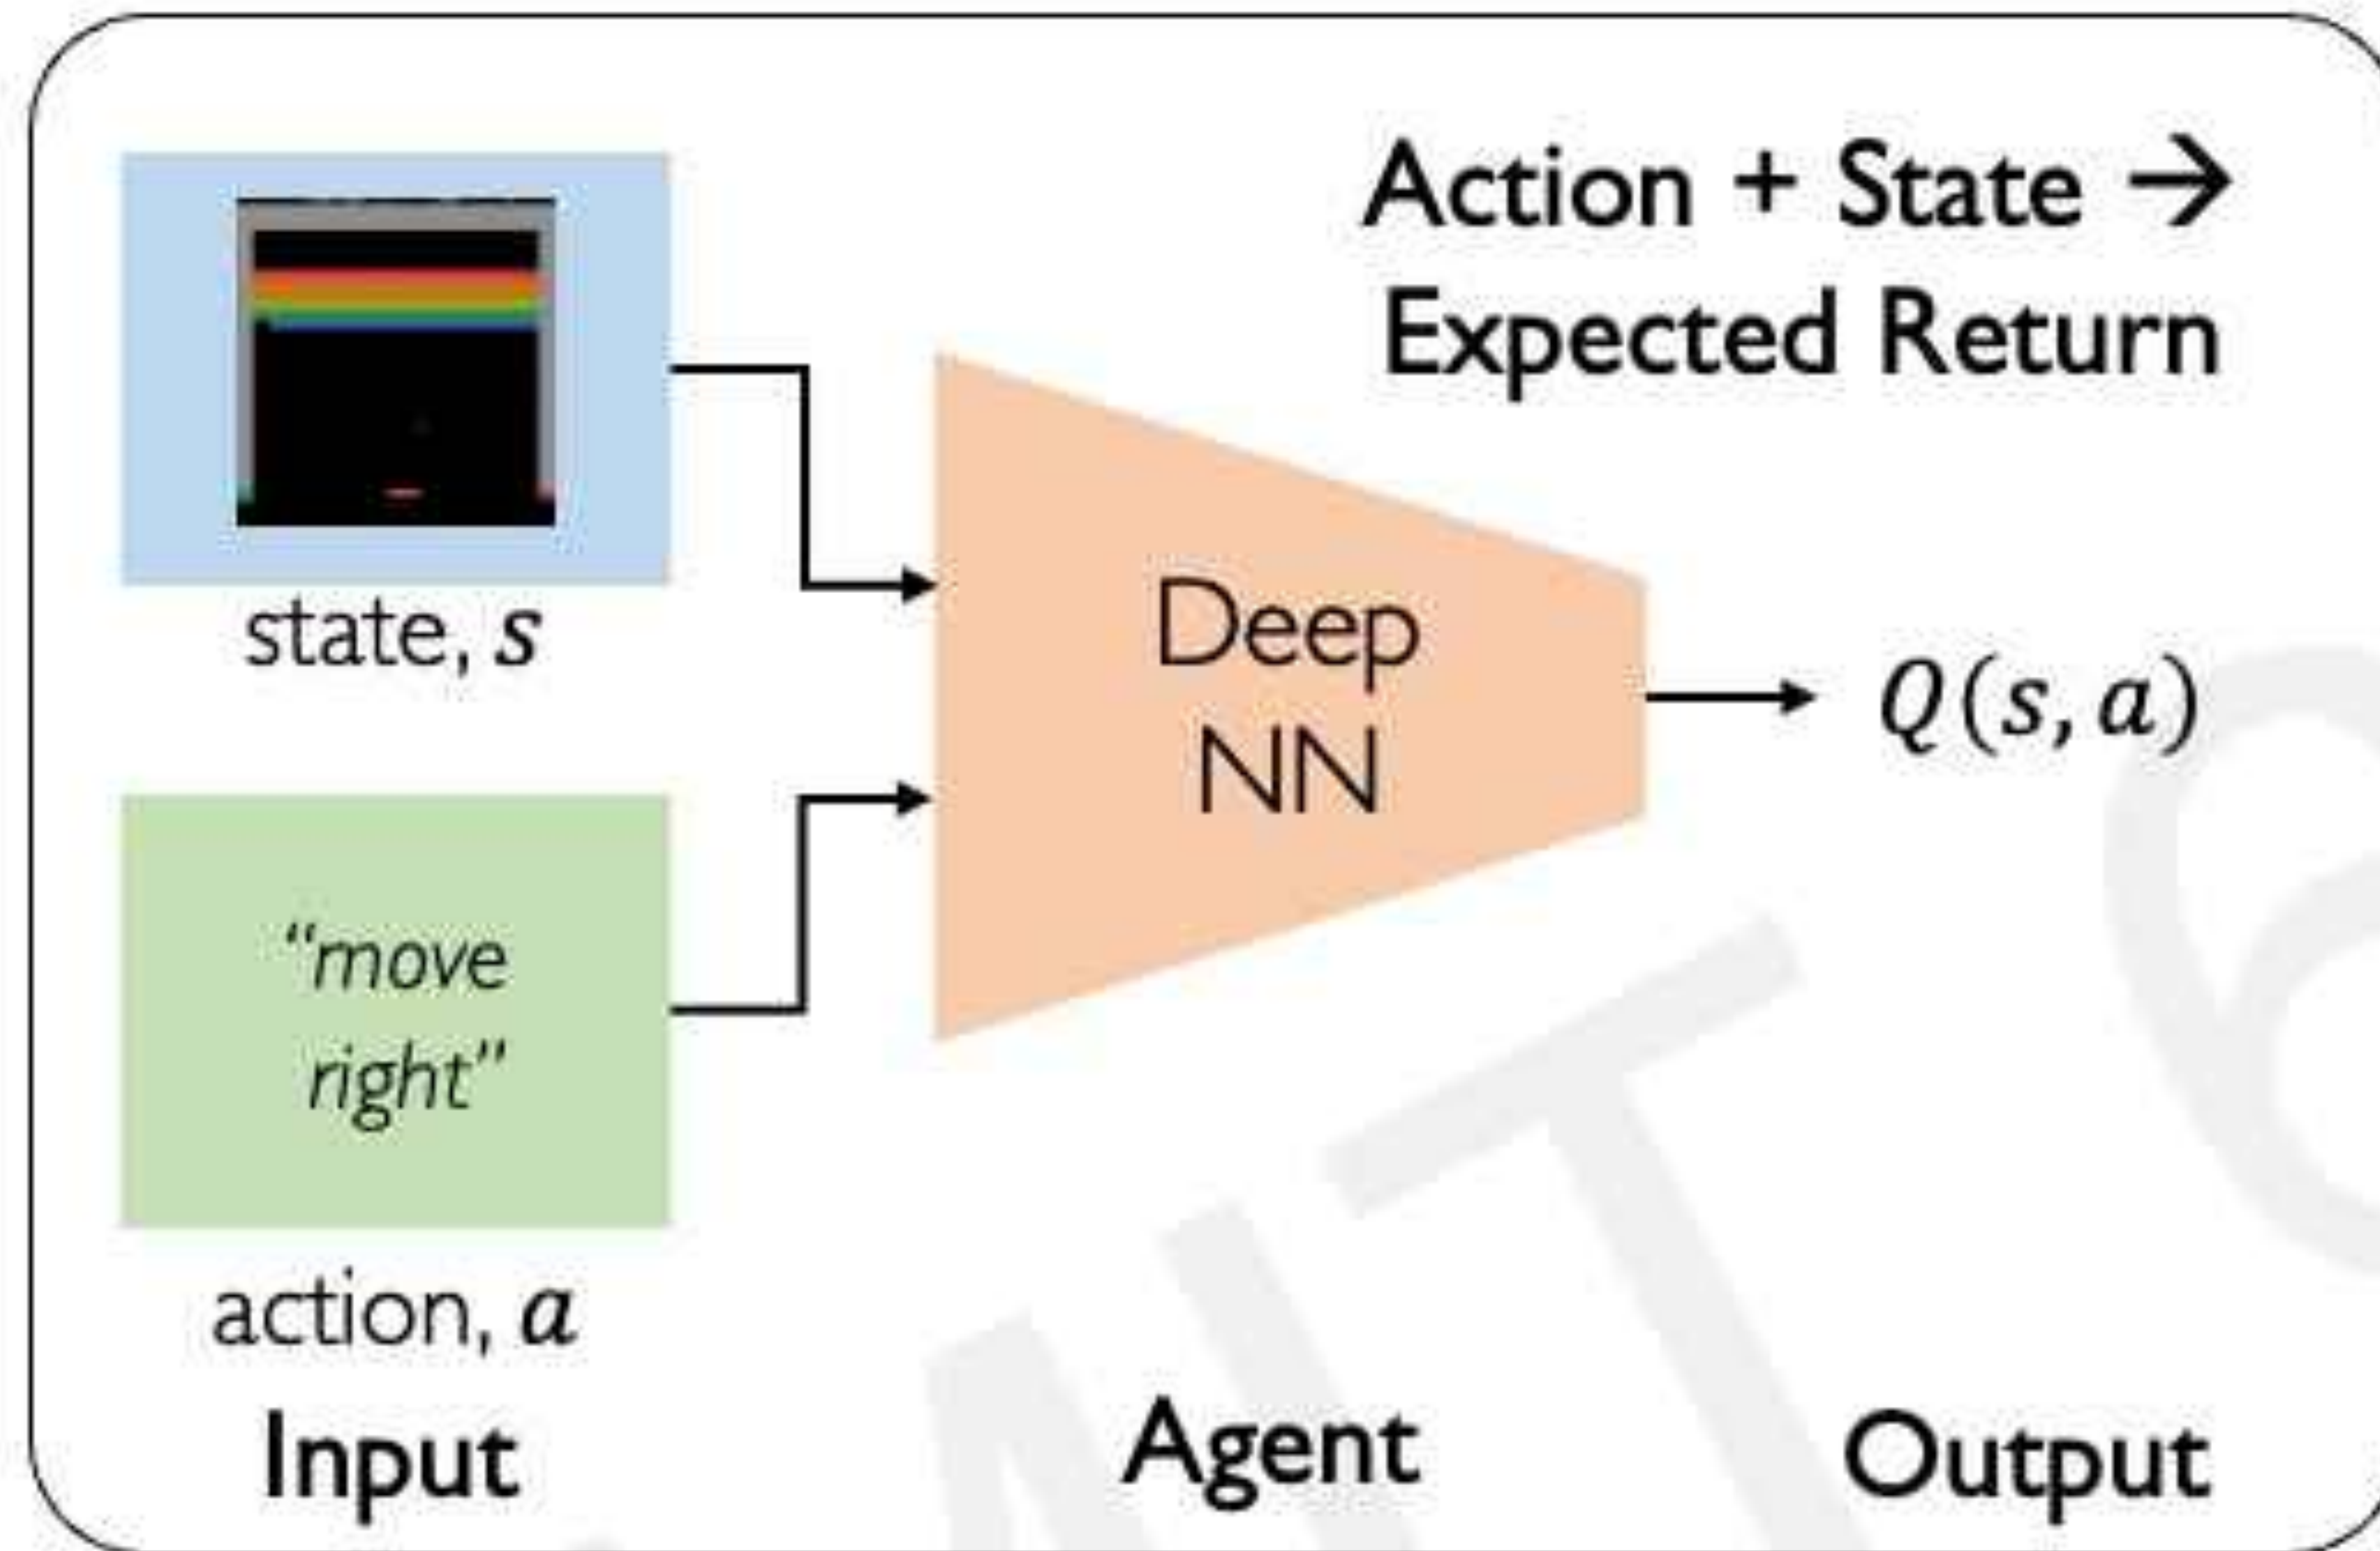 Action + State →
Expected Return
state, s
Deep
NN
Q(s, a)
“move
right”
action, a
Input
Agent
Output